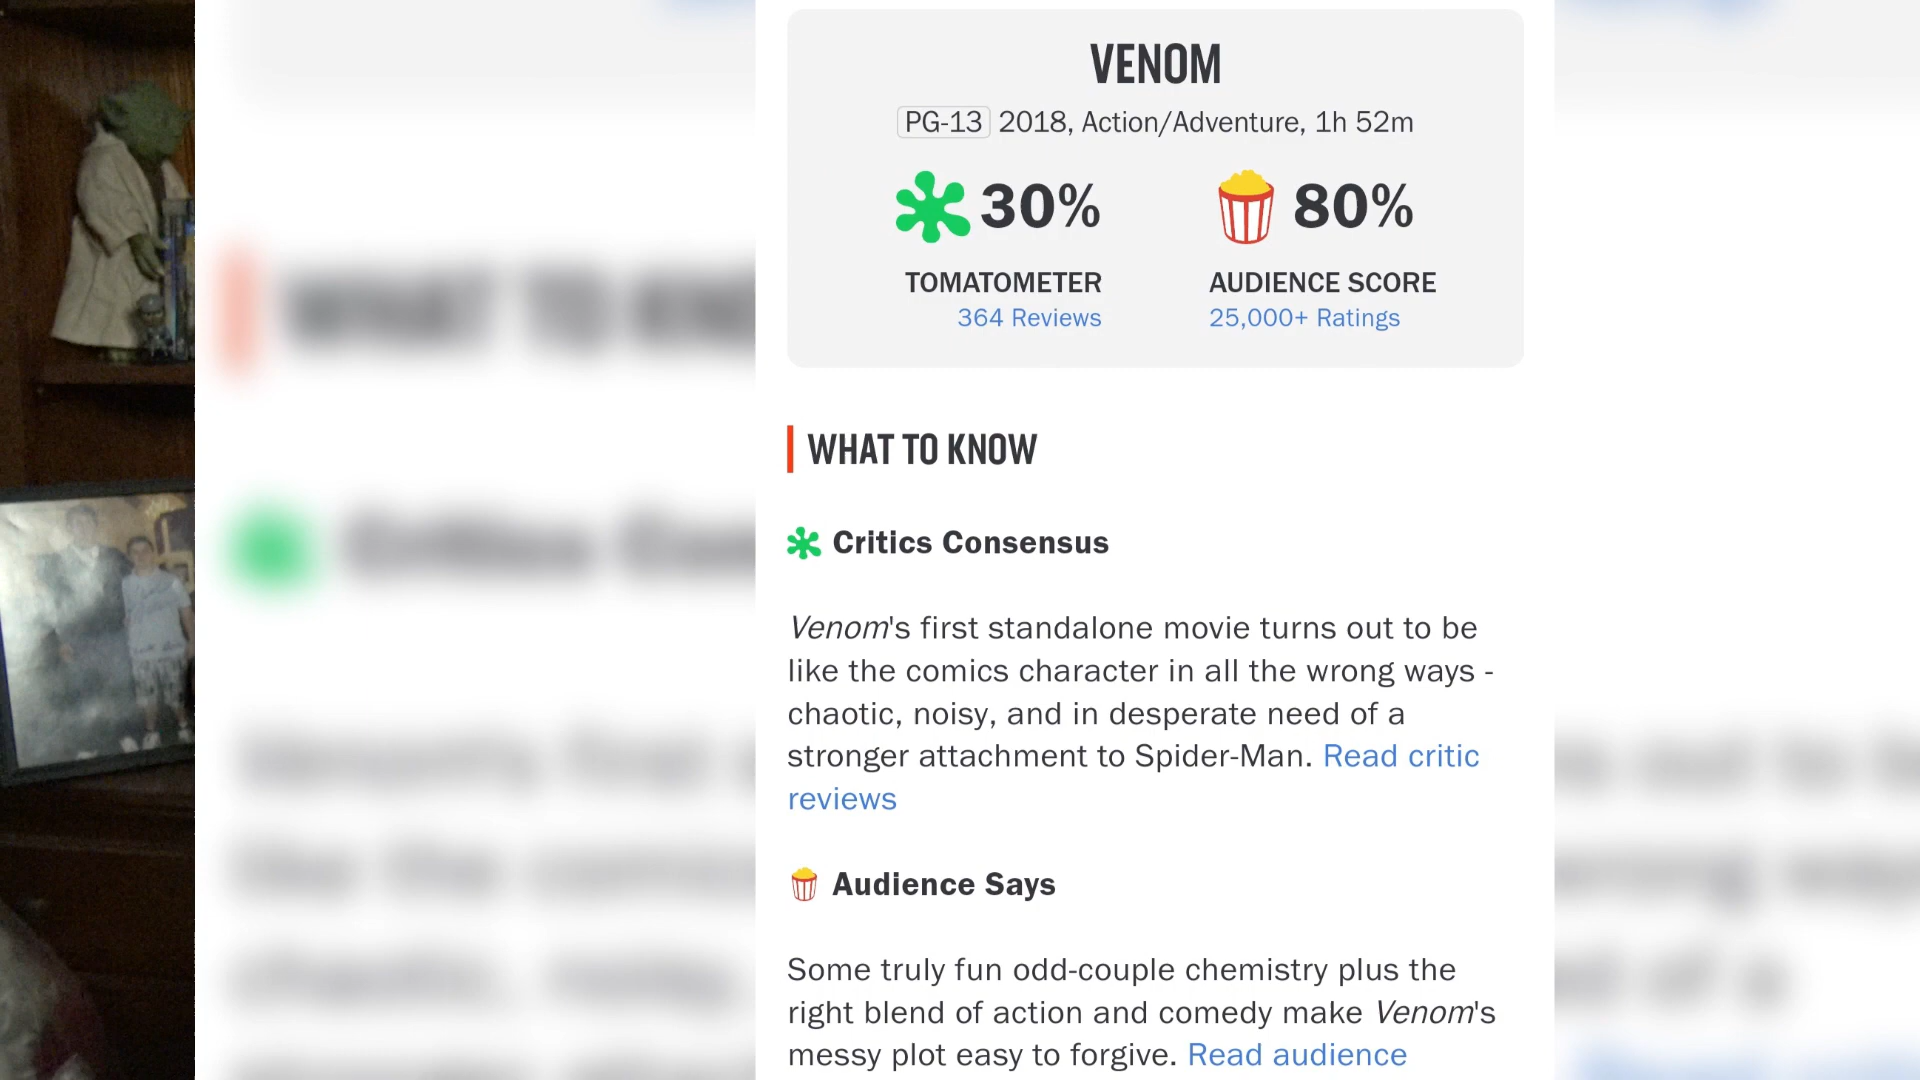 VENOM
PG-13 2018, Action/Adventure, 1h 52m
30% 80%
TOMATOMETER AUDIENCE SCORE
364 Reviews 25,000+ Ratings
WHAT TO KNOW
Critics Consensus
Venom's first standalone movie turns out to be
like the comics character in all the wrong ways -
chaotic, noisy, and in desperate need of a
stronger attachment to Spider-Man. Read critic
reviews
Audience Says
Some truly fun odd-couple chemistry plus the
right blend of action and comedy make Venom's
messy plot easy to forgive. Read audience